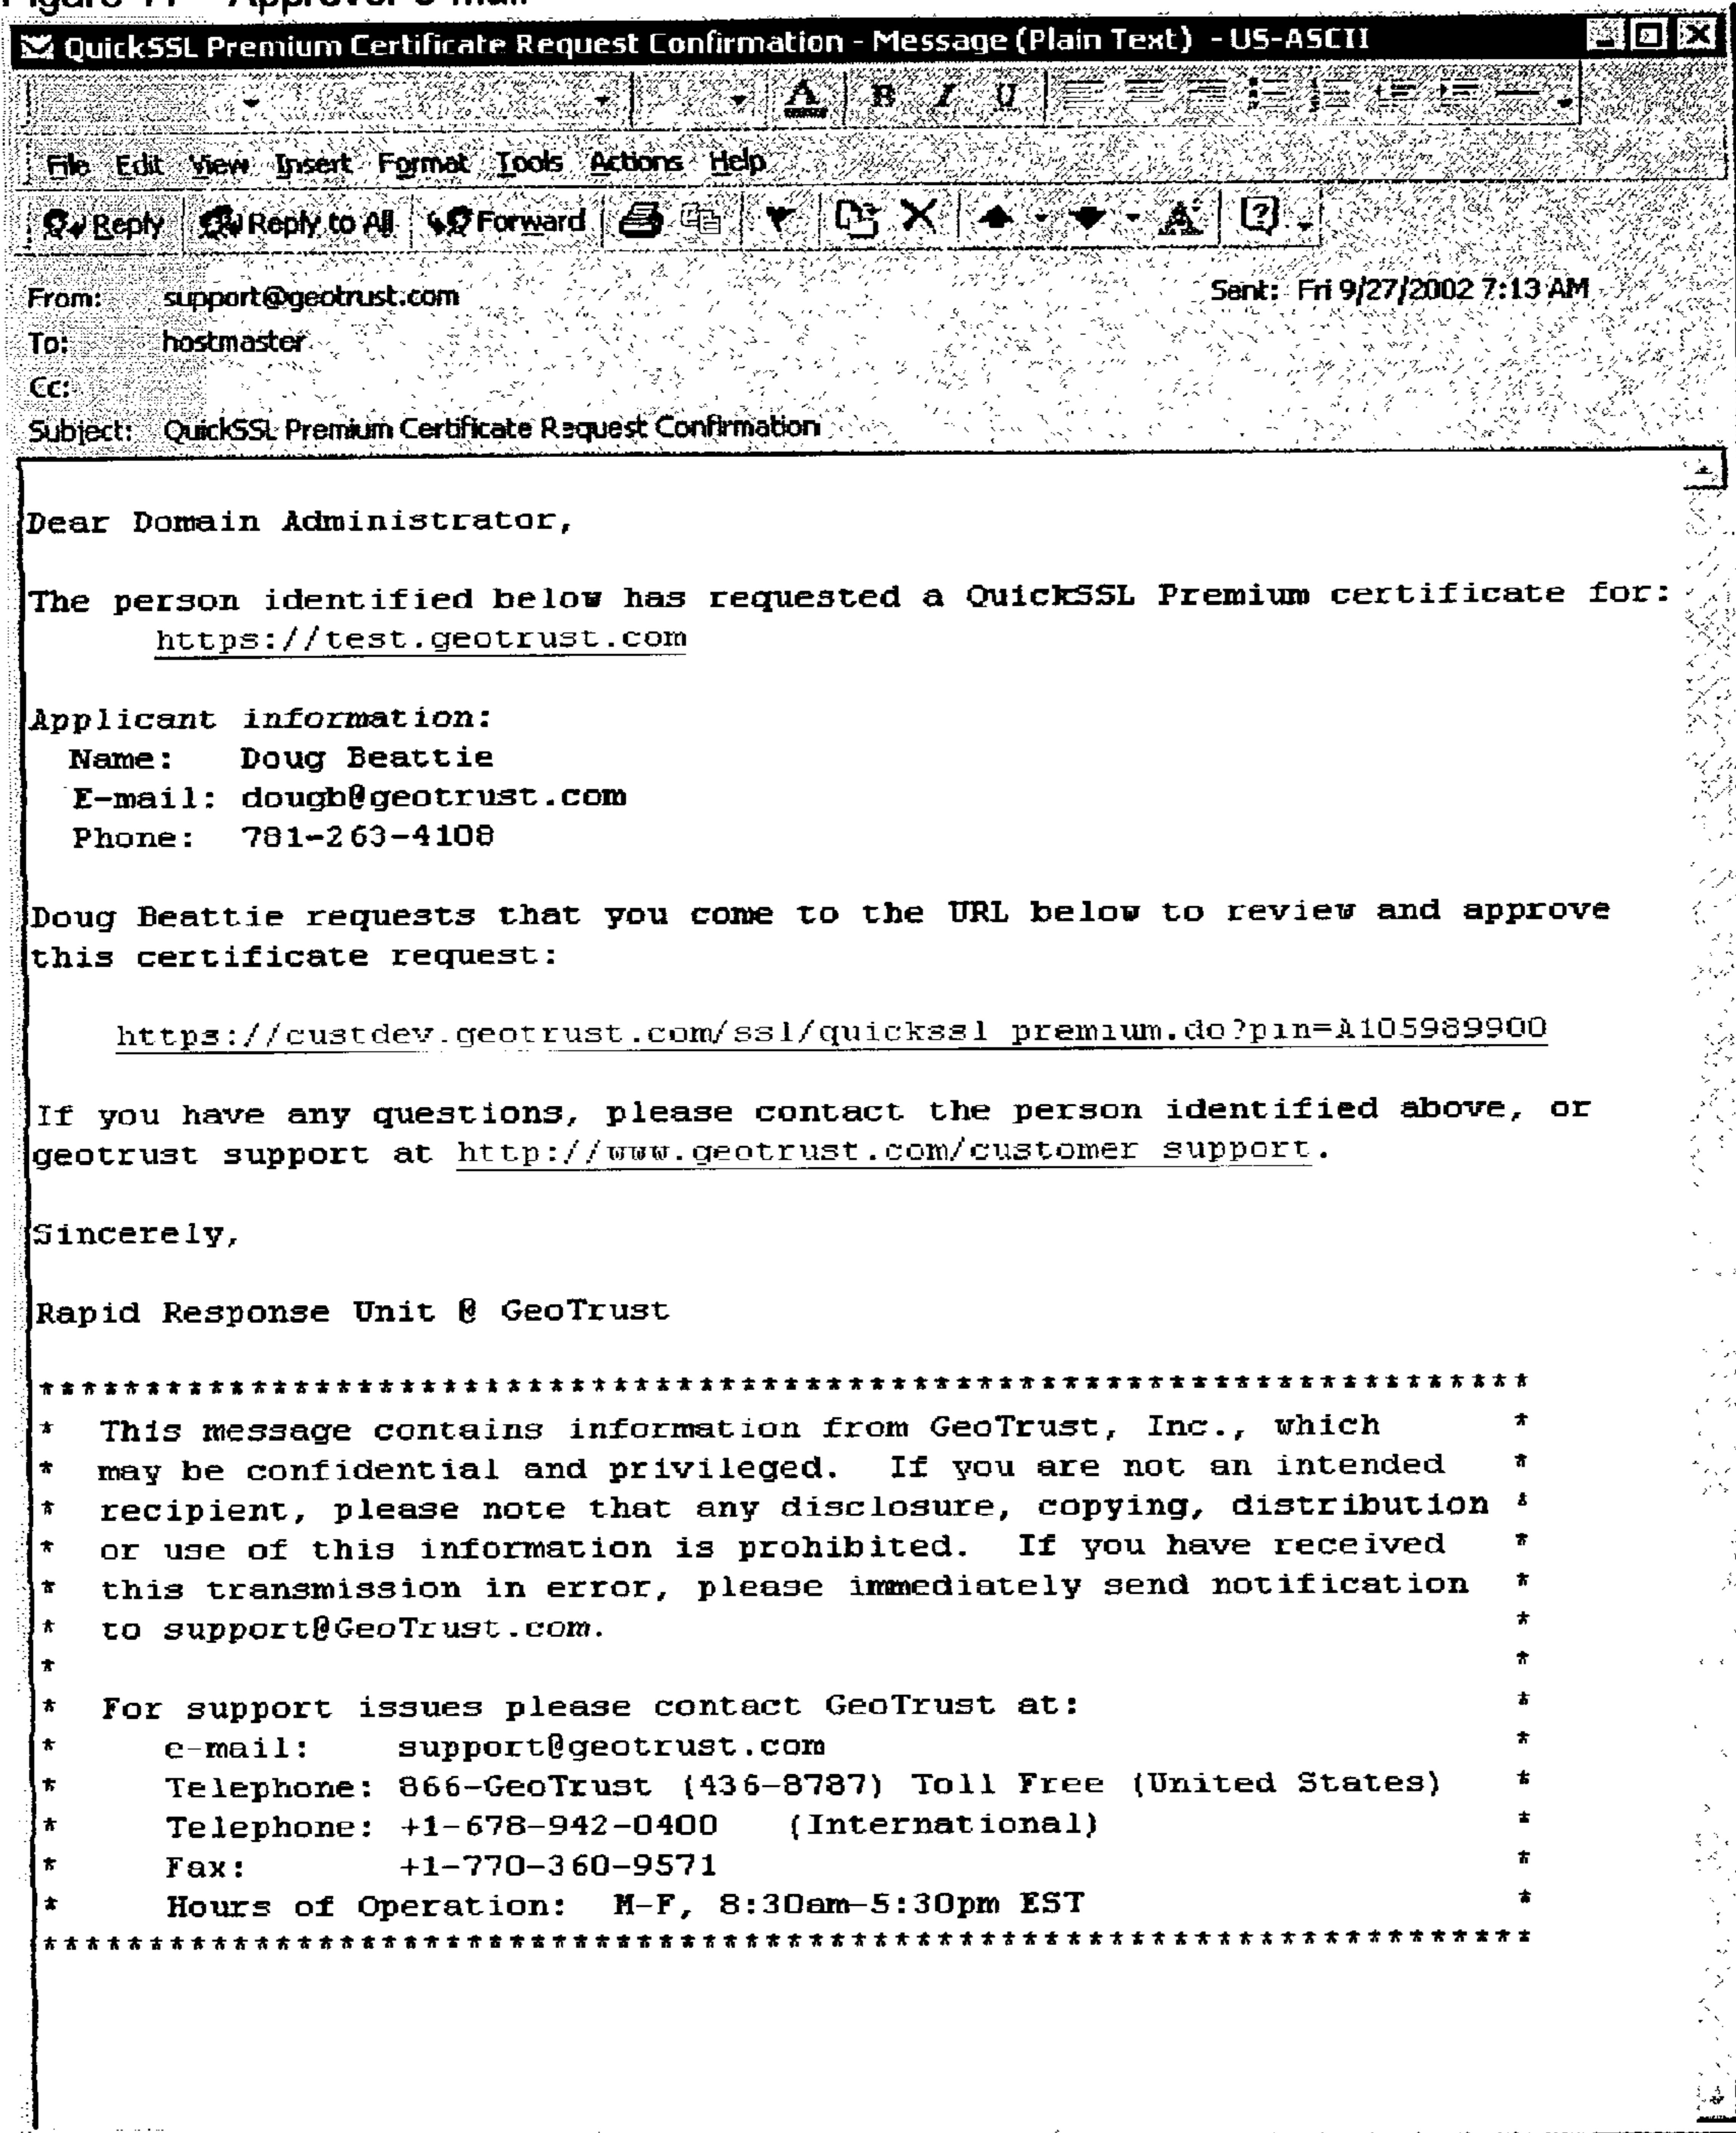 QuickSSL Premium Certificate Request Confirmation - Message (Plain Text) - US-ASCII
A B I U
File Edit View Insert Format Tools Actions Help
Reply Reply to All Forward
From: support@geotrust.com Sent: Fri 9/27/2002 7:13 AM
To: hostmaster
Cc:
Subject: QuickSSL Premium Certificate Request Confirmation
Dear Domain Administrator,
The person identified below has requested a QuickSSL Premium certificate for:
https://test.geotrust.com
Applicant information:
Name: Doug Beattie
E-mail: dougb@geotrust.com
Phone: 781-263-4108
Doug Beattie requests that you come to the URL below to review and approve
this certificate request:
https://custdev.geotrust.com/ssl/quickssl_premium.do?pin=A105989900
If you have any questions, please contact the person identified above, or
geotrust support at http://www.geotrust.com/customer_support.
Sincerely,
Rapid Response Unit @ GeoTrust
**********************************************************************
* This message contains information from GeoTrust, Inc., which *
* may be confidential and privileged. If you are not an intended *
* recipient, please note that any disclosure, copying, distribution *
* or use of this information is prohibited. If you have received *
* this transmission in error, please immediately send notification *
* to support@GeoTrust.com. *
* *
* For support issues please contact GeoTrust at: *
* e-mail: support@geotrust.com *
* Telephone: 866-GeoTrust (436-8787) Toll Free (United States) *
* Telephone: +1-678-942-0400 (International) *
* Fax: +1-770-360-9571 *
* Hours of Operation: M-F, 8:30am-5:30pm EST *
**********************************************************************